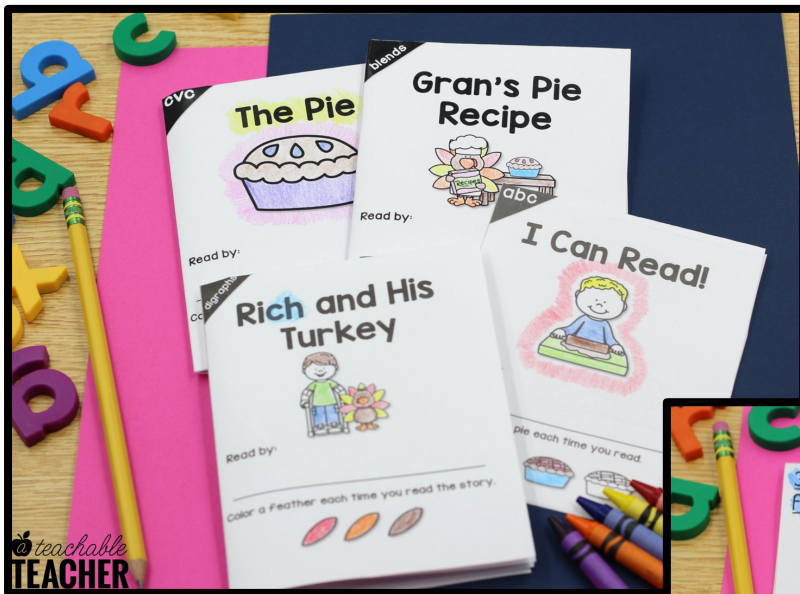 cvc
The Pie
Read by:
blends
Gran's Pie
Recipe
Recipes
Read by:
abc
I Can Read!
pie each time you read.
digraphs
Rich and His
Turkey
Read by:
Color a feather each time you read the story.
a teachable
TEACHER